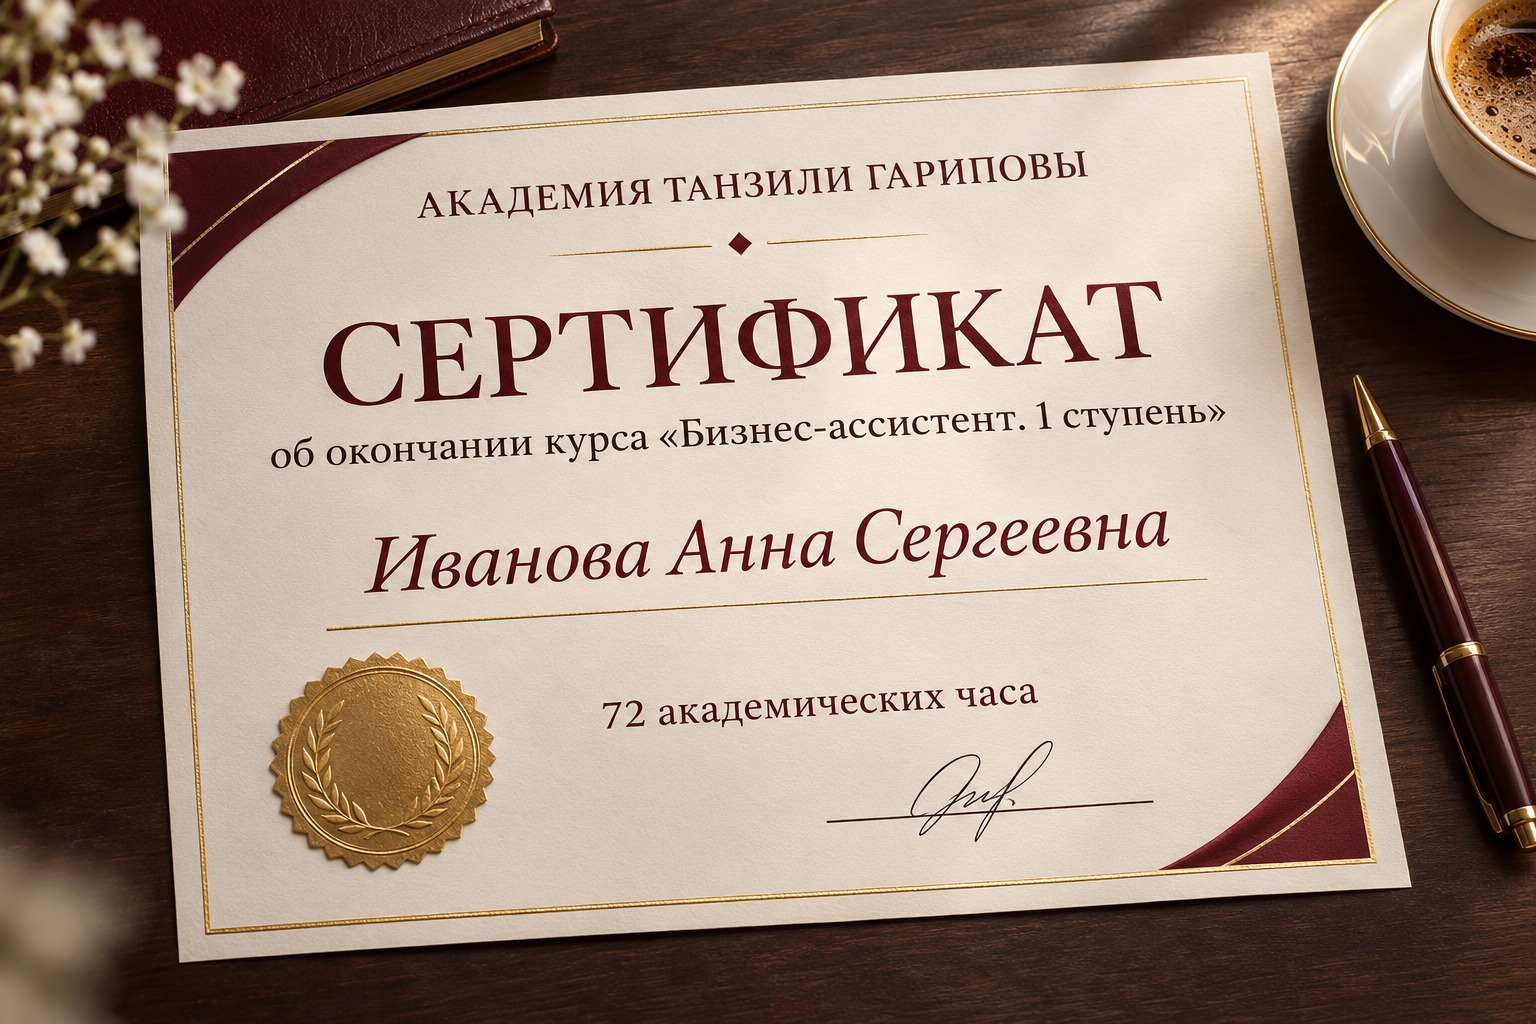 АКАДЕМИЯ ТАНЗИЛИ ГАРИПОВЫ
СЕРТИФИКАТ
об окончании курса «Бизнес-ассистент. 1 ступень»
Иванова Анна Сергеевна
72 академических часа